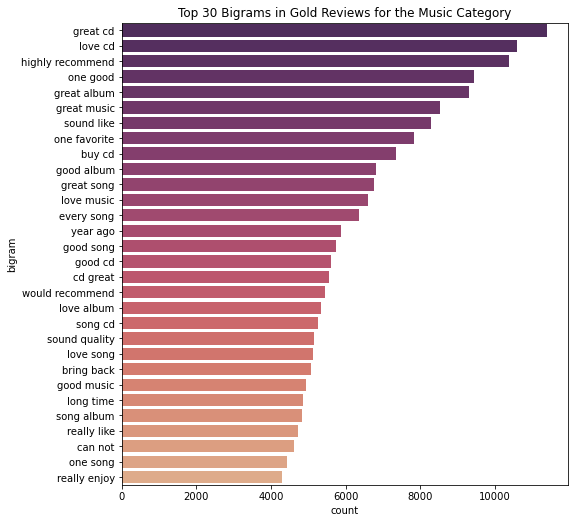 Top 30 Bigrams in Gold Reviews for the Music Category
great cd
love cd
highly recommend
one good
great album
great music
sound like
one favorite
buy cd
good album
great song
love music
every song
year ago
good song
good cd
cd great
would recommend
love album
song cd
sound quality
love song
bring back
good music
long time
song album
really like
can not
one song
really enjoy
bigram
0 2000 4000 6000 8000 10000
count